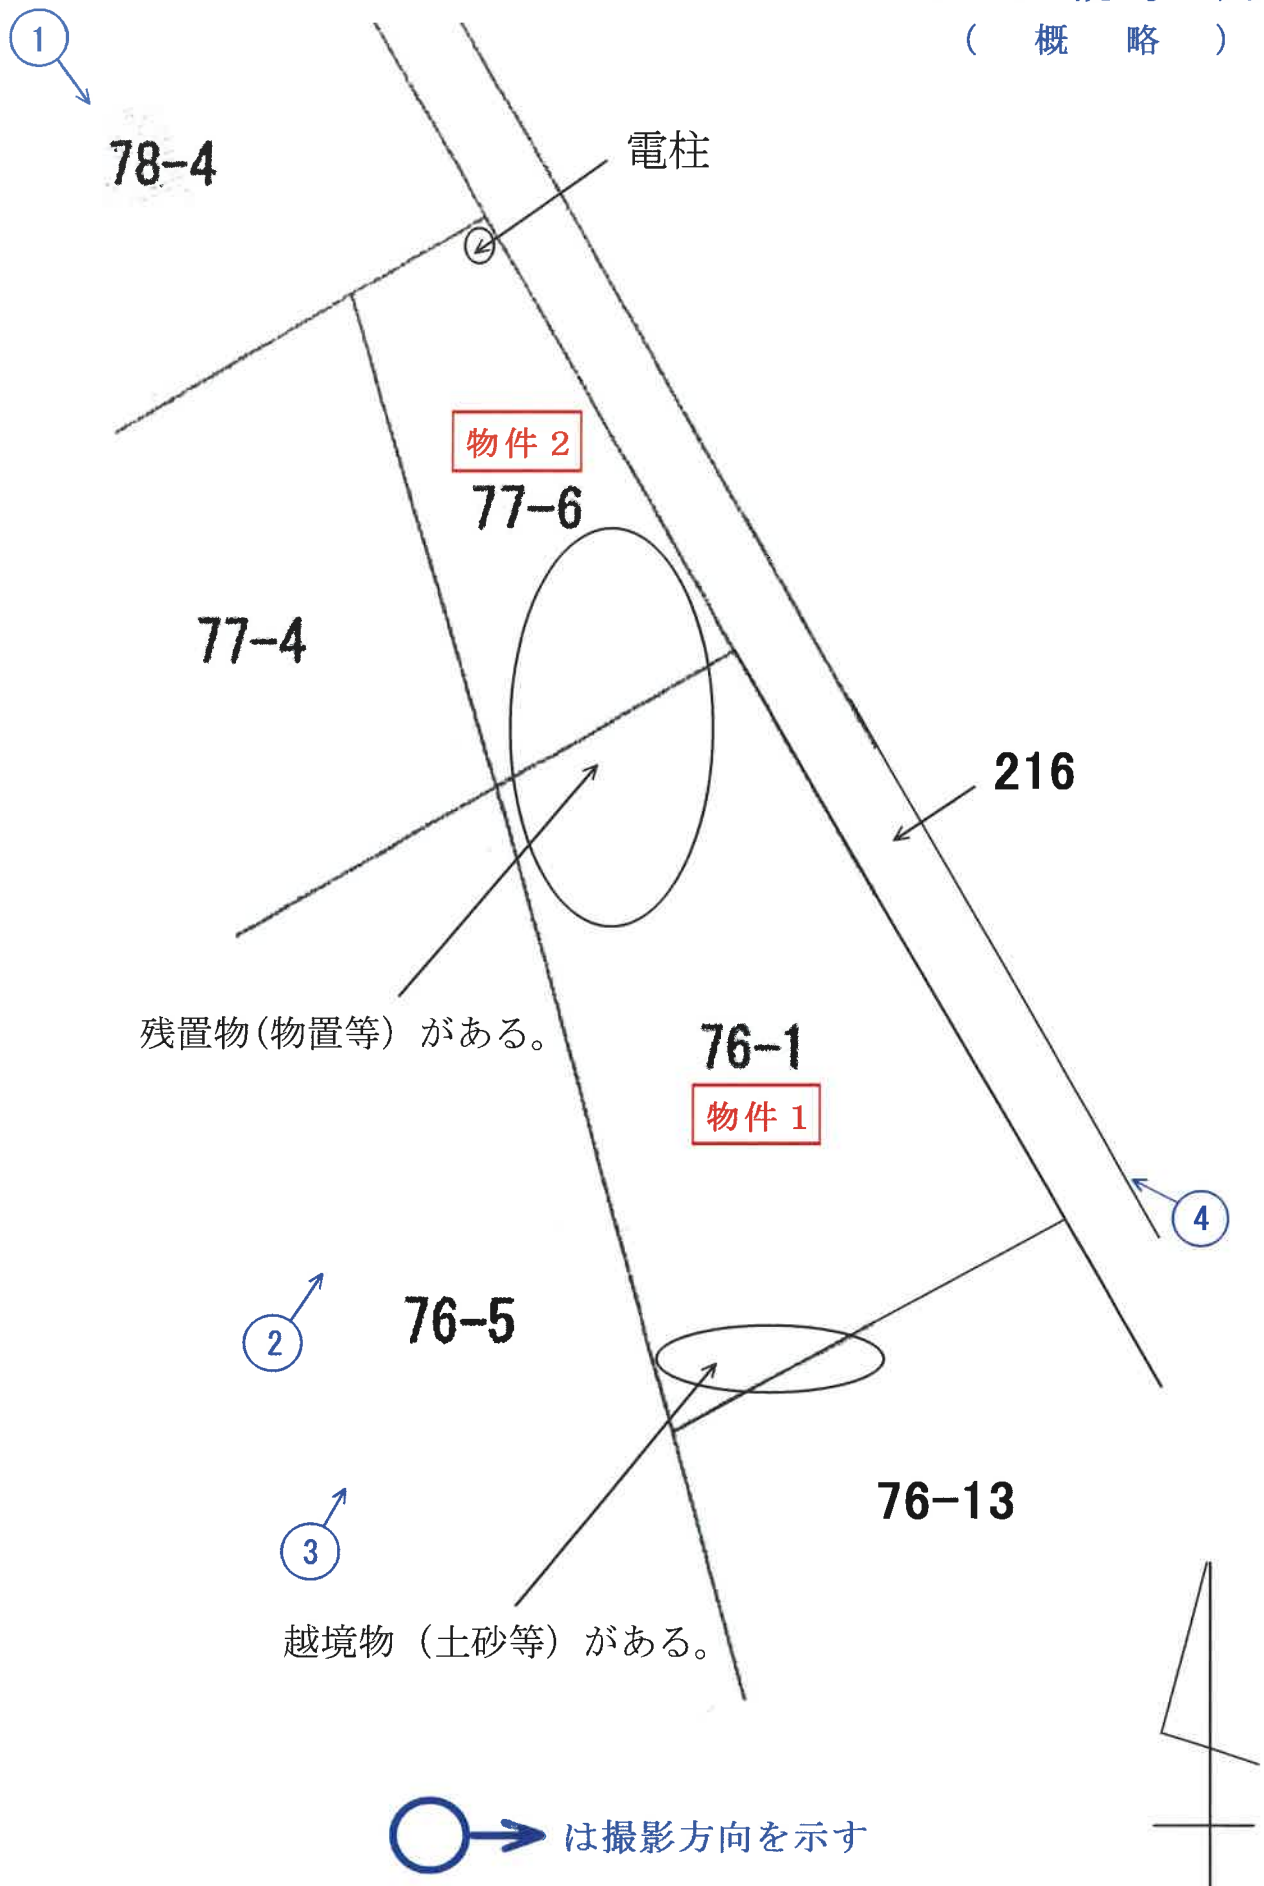 ①
（ 概 略 ）
78-4
電柱
物件２
77-6
77-4
216
残置物(物置等）がある。
76-1
物件１
④
②
76-5
③
76-13
越境物（土砂等）がある。
は撮影方向を示す